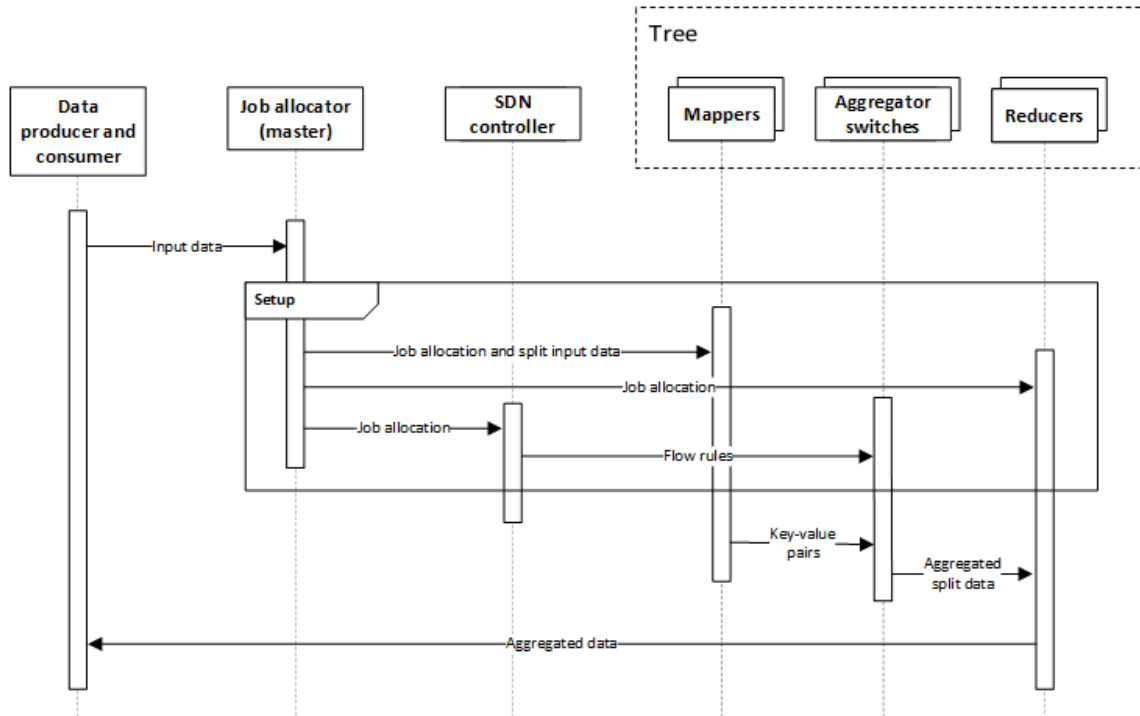 Tree
Data
producer and
consumer
Job allocator
(master)
SDN
controller
Mappers
Aggregator
switches
Reducers
Input data
Setup
Job allocation and split input data
Job allocation
Job allocation
Flow rules
Key-value
pairs
Aggregated
split data
Aggregated data